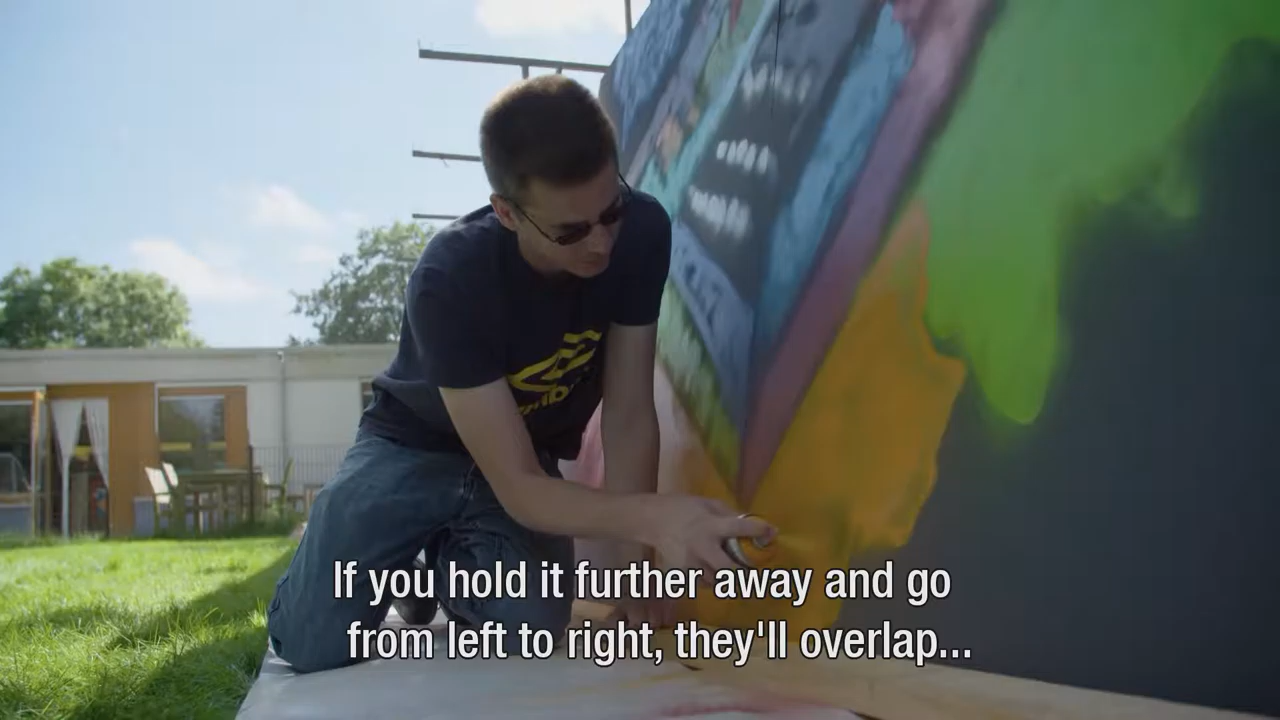 If you hold it further away and go
from left to right, they'll overlap...